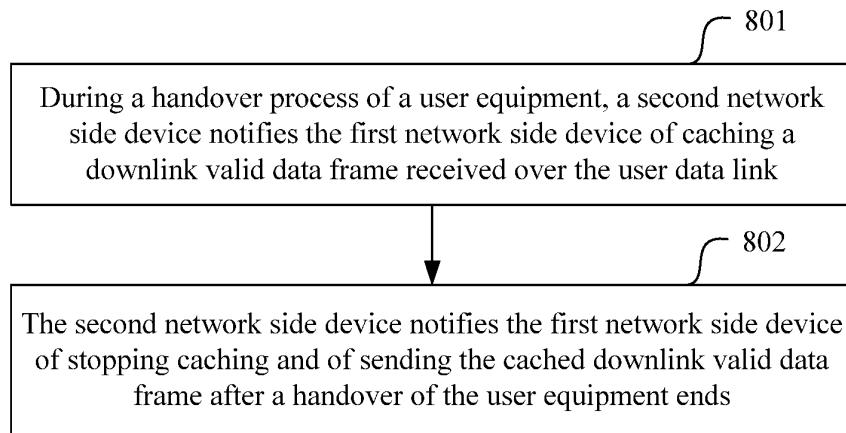 801
During a handover process of a user equipment, a second network
side device notifies the first network side device of caching a
downlink valid data frame received over the user data link
802
The second network side device notifies the first network side device
of stopping caching and of sending the cached downlink valid data
frame after a handover of the user equipment ends